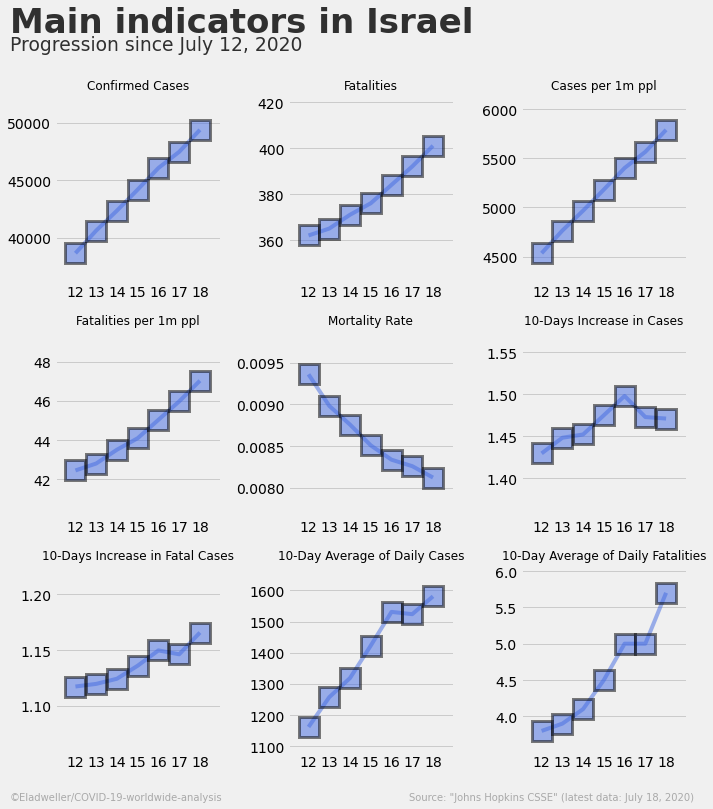 Main indicators in Israel
Progression since July 12, 2020
Confirmed Cases
50000
45000
40000
12 13 14 15 16 17 18
Fatalities
420
400
380
360
12 13 14 15 16 17 18
Cases per 1m ppl
6000
5500
5000
4500
12 13 14 15 16 17 18
Fatalities per 1m ppl
48
46
44
42
12 13 14 15 16 17 18
Mortality Rate
0.0095
0.0090
0.0085
0.0080
12 13 14 15 16 17 18
10-Days Increase in Cases
1.55
1.50
1.45
1.40
12 13 14 15 16 17 18
10-Days Increase in Fatal Cases
1.20
1.15
1.10
12 13 14 15 16 17 18
10-Day Average of Daily Cases
1600
1500
1400
1300
1200
1100
12 13 14 15 16 17 18
10-Day Average of Daily Fatalities
6.0
5.5
5.0
4.5
4.0
12 13 14 15 16 17 18
©Eladweller/COVID-19-worldwide-analysis
Source: "Johns Hopkins CSSE" (latest data: July 18, 2020)